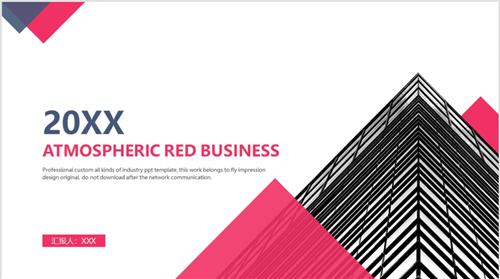 20XX
ATMOSPHERIC RED BUSINESS
Professional custom all kinds of industry ppt template, this work belongs to fly impression
design original, do not download after the network communication.
汇报人：XXX